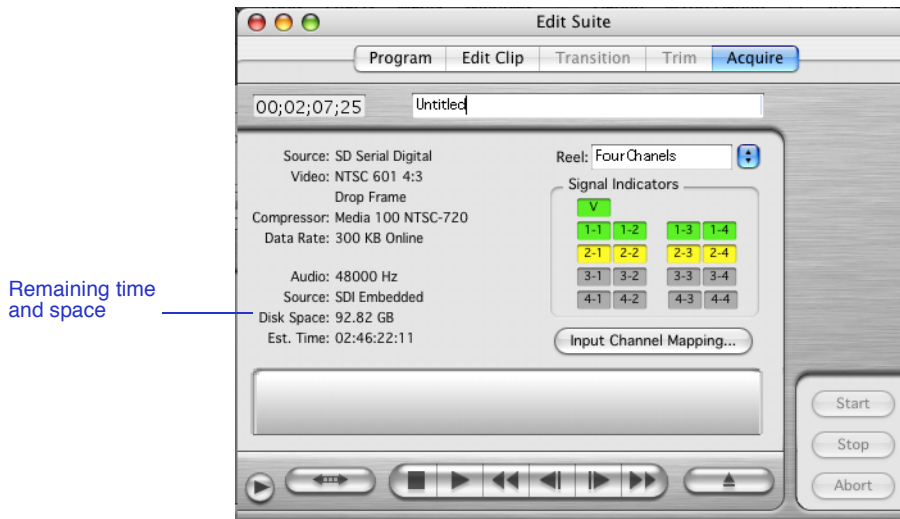 Edit Suite
Program Edit Clip Transition Trim Acquire
00;02;07;25 Untitled
Source: SD Serial Digital
Video: NTSC 601 4:3
Drop Frame
Compressor: Media 100 NTSC-720
Data Rate: 300 KB Online
Audio: 48000 Hz
Source: SDI Embedded
Disk Space: 92.82 GB
Est. Time: 02:46:22:11
Reel: Four Chanels
Signal Indicators
V
1-1 1-2 1-3 1-4
2-1 2-2 2-3 2-4
3-1 3-2 3-3 3-4
4-1 4-2 4-3 4-4
Input Channel Mapping...
Remaining time
and space
Start
Stop
Abort